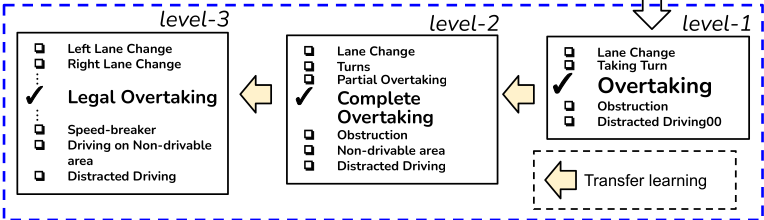 level-3
Left Lane Change
Right Lane Change
Legal Overtaking
Speed-breaker
Driving on Non-drivable
area
Distracted Driving
level-2
Lane Change
Turns
Partial Overtaking
Complete
Overtaking
Obstruction
Non-drivable area
Distracted Driving
level-1
Lane Change
Taking Turn
Overtaking
Obstruction
Distracted Driving00
Transfer learning